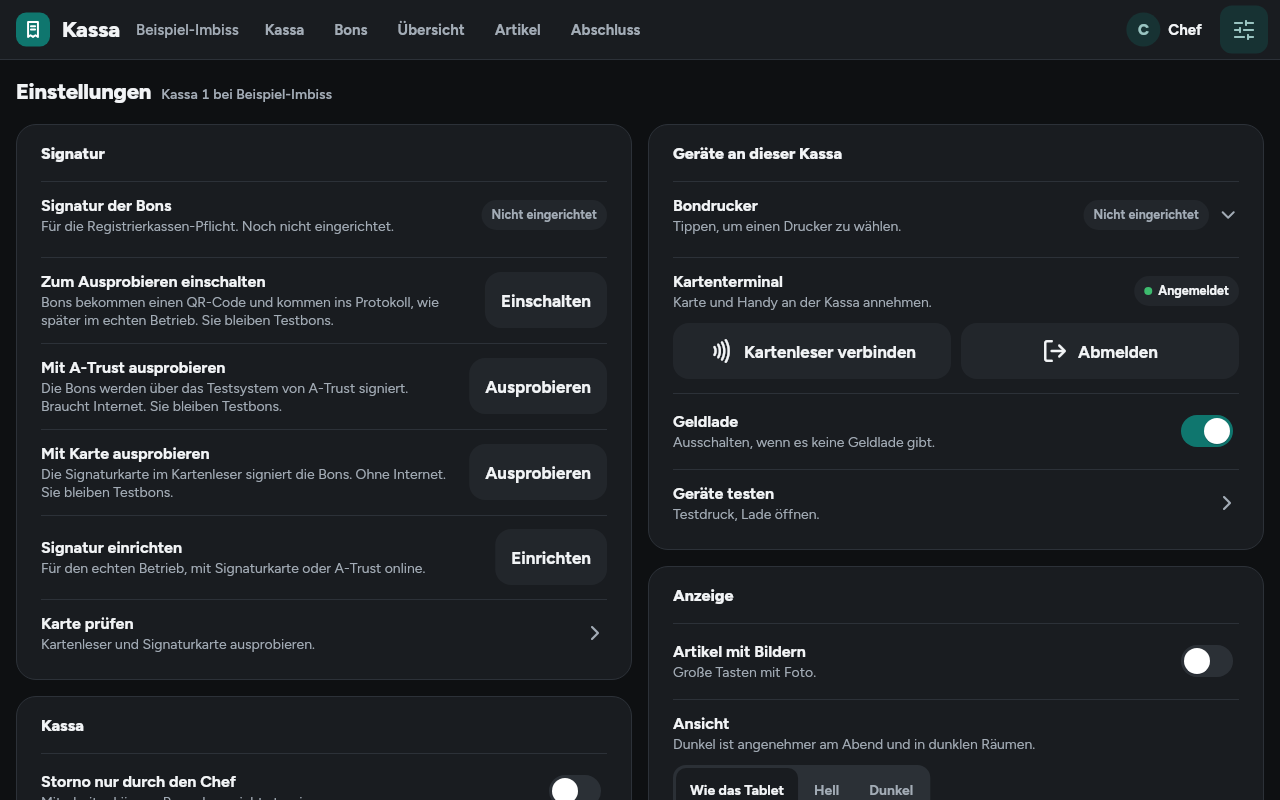 Kassa Beispiel-Imbiss Kassa Bons Übersicht Artikel Abschluss C Chef
Einstellungen Kassa 1 bei Beispiel-Imbiss
Signatur
Signatur der Bons
Für die Registrierkassen-Pflicht. Noch nicht eingerichtet.
Nicht eingerichtet
Zum Ausprobieren einschalten
Bons bekommen einen QR-Code und kommen ins Protokoll, wie
später im echten Betrieb. Sie bleiben Testbons.
Einschalten
Mit A-Trust ausprobieren
Die Bons werden über das Testsystem von A-Trust signiert.
Braucht Internet. Sie bleiben Testbons.
Ausprobieren
Mit Karte ausprobieren
Die Signaturkarte im Kartenleser signiert die Bons. Ohne Internet.
Sie bleiben Testbons.
Ausprobieren
Signatur einrichten
Für den echten Betrieb, mit Signaturkarte oder A-Trust online.
Einrichten
Karte prüfen
Kartenleser und Signaturkarte ausprobieren.
Kassa
Storno nur durch den Chef
Geräte an dieser Kassa
Bondrucker
Tippen, um einen Drucker zu wählen.
Nicht eingerichtet
Kartenterminal
Karte und Handy an der Kassa annehmen.
Angemeldet
Kartenleser verbinden
Abmelden
Geldlade
Ausschalten, wenn es keine Geldlade gibt.
Geräte testen
Testdruck, Lade öffnen.
Anzeige
Artikel mit Bildern
Große Tasten mit Foto.
Ansicht
Dunkel ist angenehmer am Abend und in dunklen Räumen.
Wie das Tablet Hell Dunkel